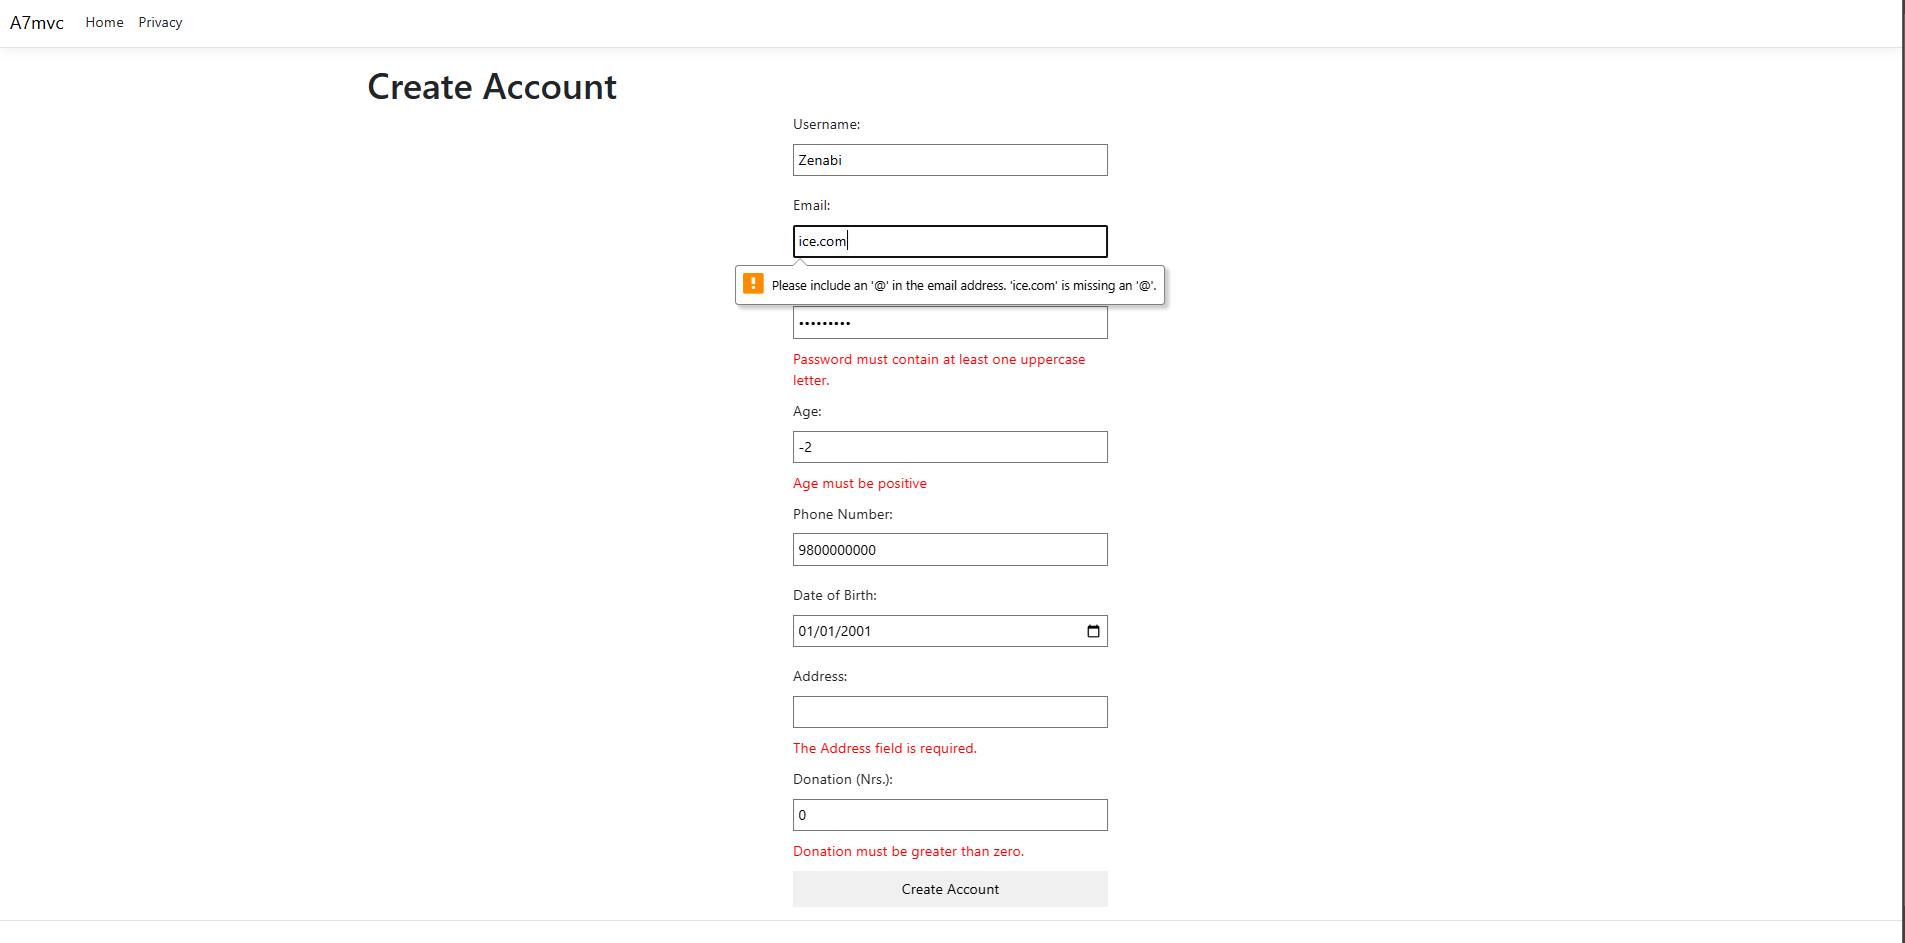 A7mvc Home Privacy
Create Account
Username:
Zenabi
Email:
ice.com
Please include an '@' in the email address. 'ice.com' is missing an '@'.
•••••••••
Password must contain at least one uppercase
letter.
Age:
-2
Age must be positive
Phone Number:
9800000000
Date of Birth:
01/01/2001
Address:
The Address field is required.
Donation (Nrs.):
0
Donation must be greater than zero.
Create Account